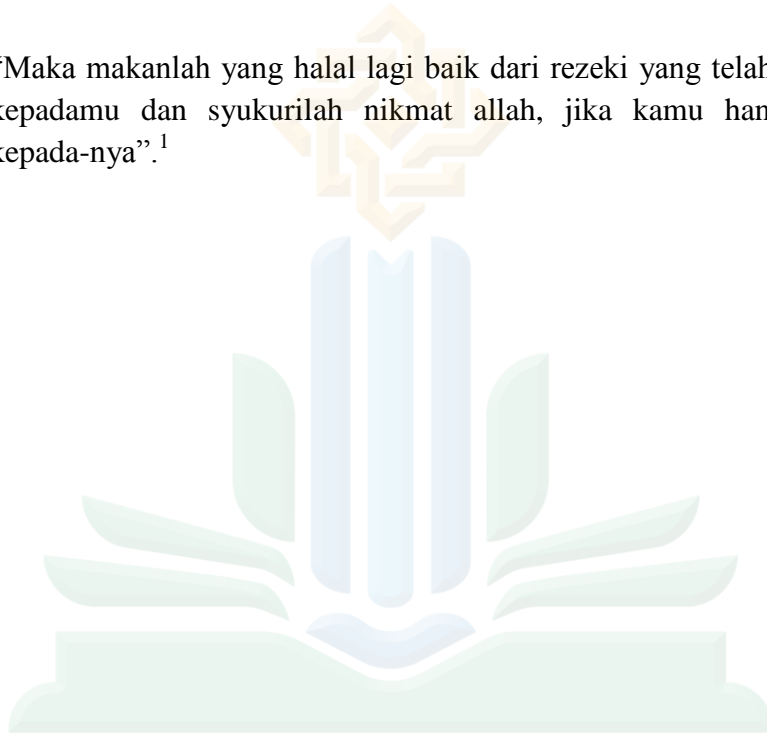 “Maka makanlah yang halal lagi baik dari rezeki yang telah
kepadamu dan syukurilah nikmat allah, jika kamu
kepada-nya”.¹